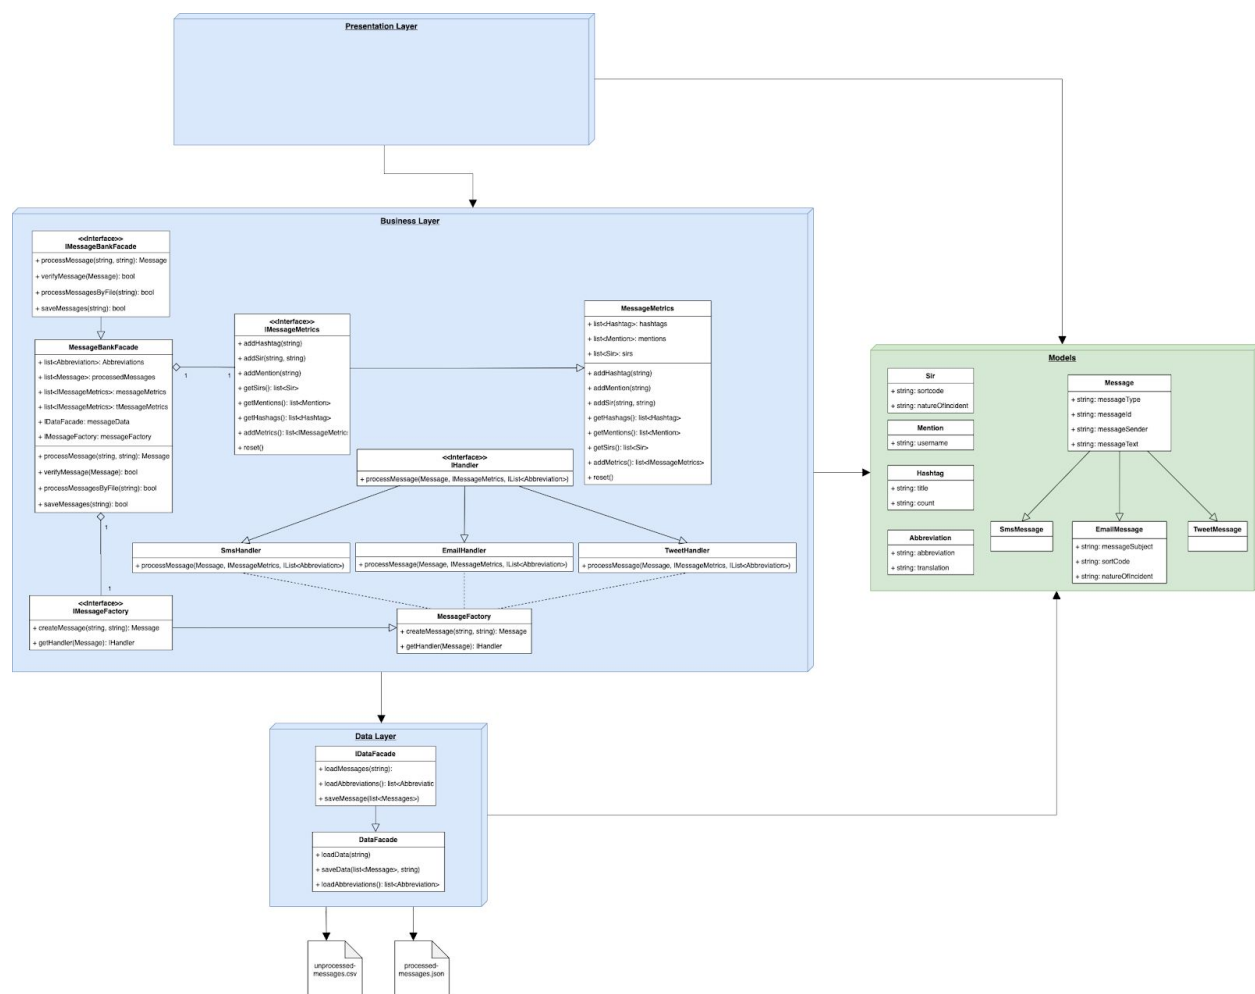 Presentation Layer
Business Layer
<<Interface>>
IMessageBankFacade
+ processMessage(string, string): Message
+ verifyMessage(Message): bool
+ processMessagesByFile(string): bool
+ saveMessages(string): bool
MessageBankFacade
+ list<Abbreviation>: Abbreviations
+ list<Message>: processedMessages
+ list<IMessageMetrics>: messageMetrics
+ list<IMessageMetrics>: tMessageMetrics
+ IDataFacade: messageData
+ IMessageFactory: messageFactory
+ processMessage(string, string): Message
+ verifyMessage(Message): bool
+ processMessagesByFile(string): bool
+ saveMessages(string): bool
1
1
<<Interface>>
IMessageMetrics
+ addHashtag(string)
+ addSir(string, string)
+ addMention(string)
+ getSirs(): list<Sir>
+ getMentions(): list<Mention>
+ getHashags(): list<Hashtag>
+ addMetrics(): list<IMessageMetric
+ reset()
MessageMetrics
+ list<Hashtag>: hashtags
+ list<Mention>: mentions
+ list<Sir>: sirs
+ addHashtag(string)
+ addMention(string)
+ addSir(string, string)
+ getHashags(): list<Hashtag>
+ getMentions(): list<Mention>
+ getSirs(): list<Sir>
+ addMetrics(): list<IMessageMetrics>
+ reset()
<<Interface>>
IHandler
+ processMessage(Message, IMessageMetrics, IList<Abbreviation>)
SmsHandler
+ processMessage(Message, IMessageMetrics, IList<Abbreviation>)
EmailHandler
+ processMessage(Message, IMessageMetrics, IList<Abbreviation>)
TweetHandler
+ processMessage(Message, IMessageMetrics, IList<Abbreviation>)
1
1
<<Interface>>
IMessageFactory
+ createMessage(string, string): Message
+ getHandler(Message): IHandler
MessageFactory
+ createMessage(string, string): Message
+ getHandler(Message): IHandler
Models
Sir
+ string: sortcode
+ string: natureOfIncident
Mention
+ string: username
Hashtag
+ string: title
+ string: count
Abbreviation
+ string: abbreviation
+ string: translation
Message
+ string: messageType
+ string: messageId
+ string: messageSender
+ string: messageText
SmsMessage
EmailMessage
+ string: messageSubject
+ string: sortCode
+ string: natureOfIncident
TweetMessage
Data Layer
IDataFacade
+ loadMessages(string):
+ loadAbbreviations(): list<Abbreviatic
+ saveMessage(list<Messages>)
DataFacade
+ loadData(string)
+ saveData(list<Message>, string)
+ loadAbbreviations(): list<Abbreviation>
unprocessed-
messages.csv
processed-
messages.json